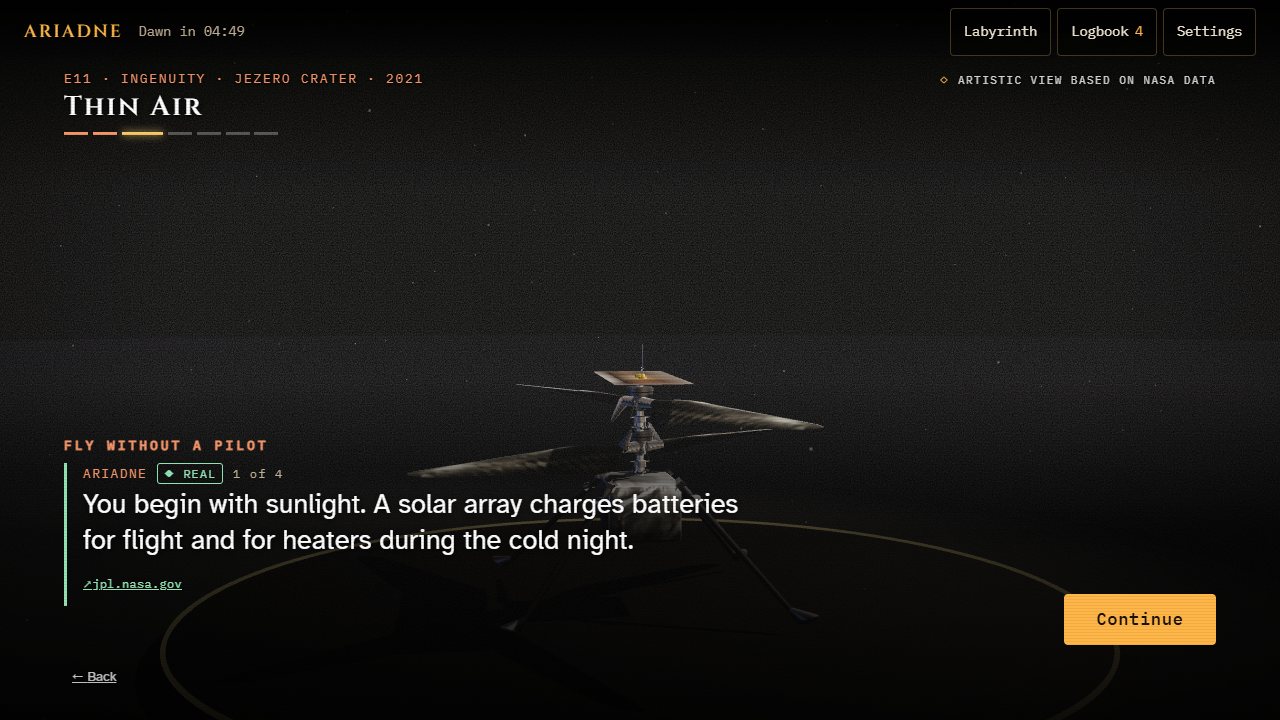 ARIADNE Dawn in 04:49 Labyrinth Logbook 4 Settings
E11 · INGENUITY · JEZERO CRATER · 2021
◇ ARTISTIC VIEW BASED ON NASA DATA
Thin Air
FLY WITHOUT A PILOT
ARIADNE ◆ REAL 1 of 4
You begin with sunlight. A solar array charges batteries
for flight and for heaters during the cold night.
↗jpl.nasa.gov
Continue
← Back